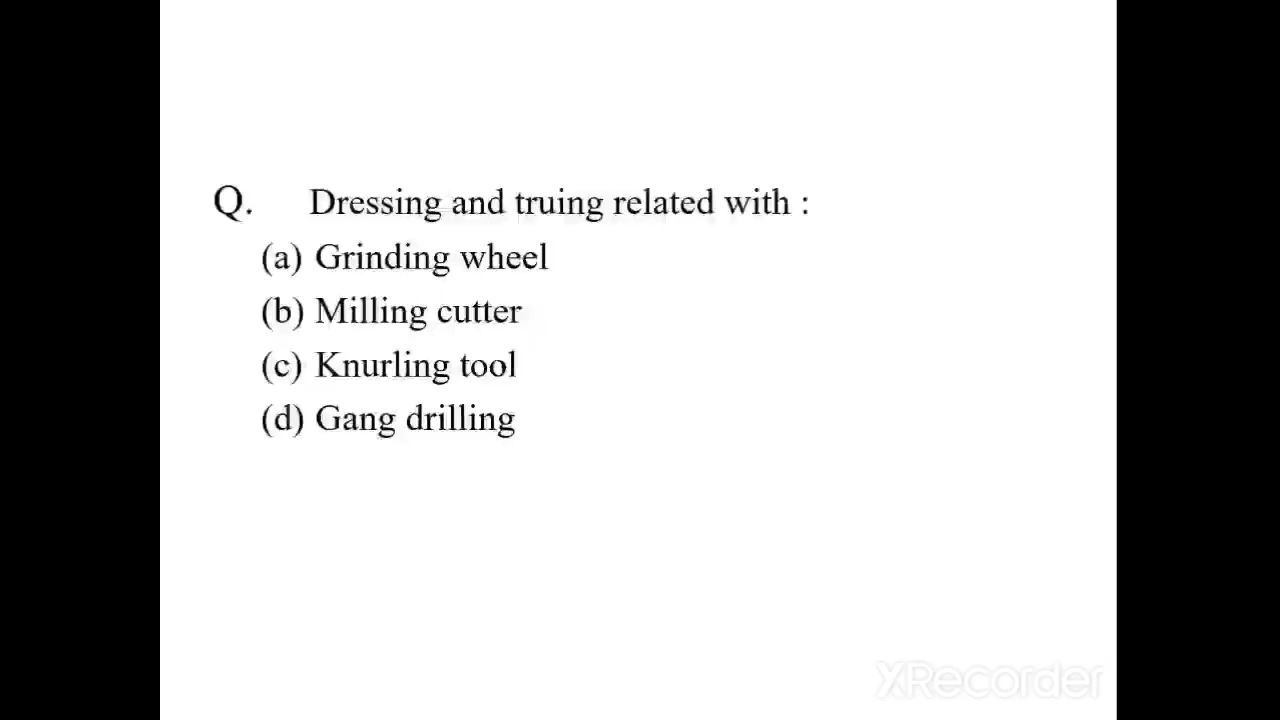 Q. Dressing and truing related with :
(a) Grinding wheel
(b) Milling cutter
(c) Knurling tool
(d) Gang drilling
XRecorder